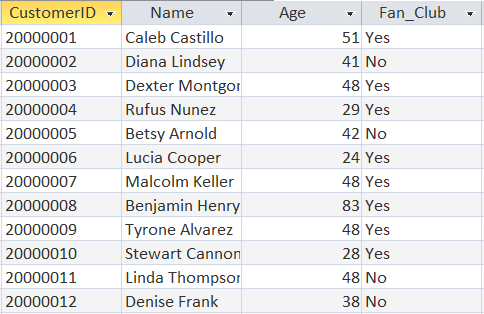 CustomerID Name Age Fan_Club
20000001 Caleb Castillo 51 Yes
20000002 Diana Lindsey 41 No
20000003 Dexter Montgor 48 Yes
20000004 Rufus Nunez 29 Yes
20000005 Betsy Arnold 42 No
20000006 Lucia Cooper 24 Yes
20000007 Malcolm Keller 48 Yes
20000008 Benjamin Henry 83 Yes
20000009 Tyrone Alvarez 48 Yes
20000010 Stewart Cannon 28 Yes
20000011 Linda Thompson 48 No
20000012 Denise Frank 38 No